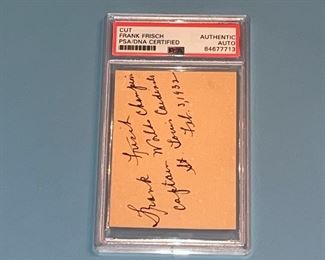 CUT
FRANK FRISCH
PSA/DNA CERTIFIED
AUTHENTIC
AUTO
84677713
Frank Frisch
World Champion
Captain St. Louis Cardinals
Feb. 3, 1932